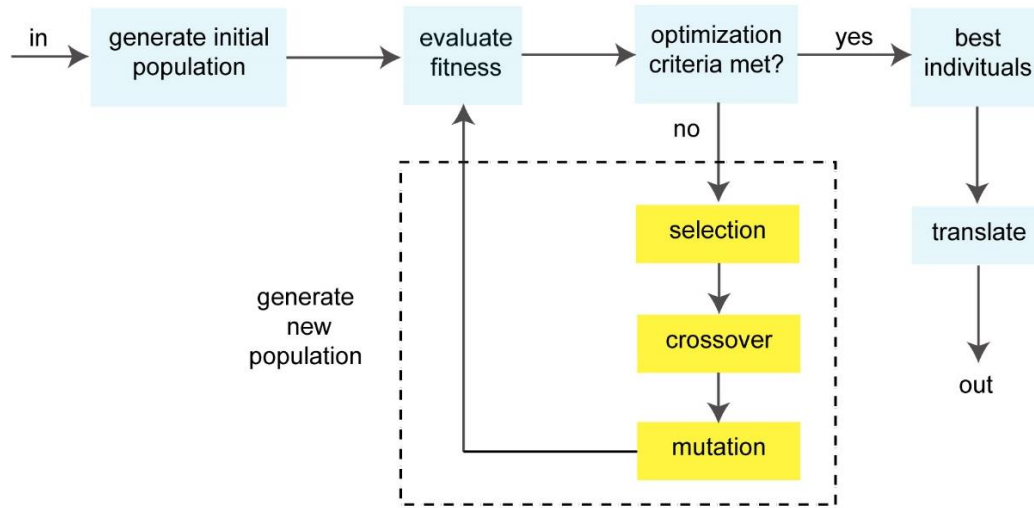 in
generate initial
population
evaluate
fitness
optimization
criteria met?
yes
best
indivituals
no
selection
translate
generate
new
population
crossover
out
mutation